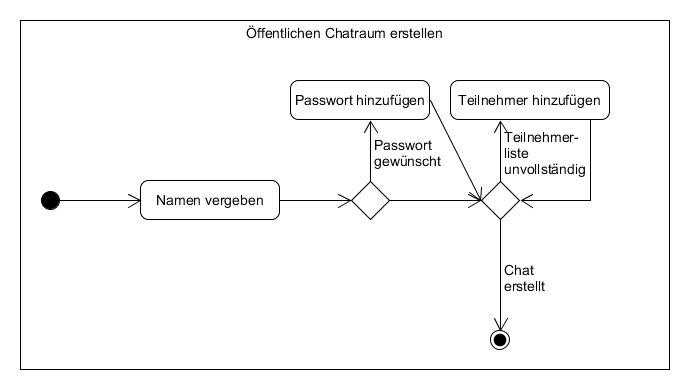 Öffentlichen Chatraum erstellen
Passwort hinzufügen
Teilnehmer hinzufügen
Passwort
gewünscht
Teilnehmer-
liste
unvollständig
Namen vergeben
Chat
erstellt